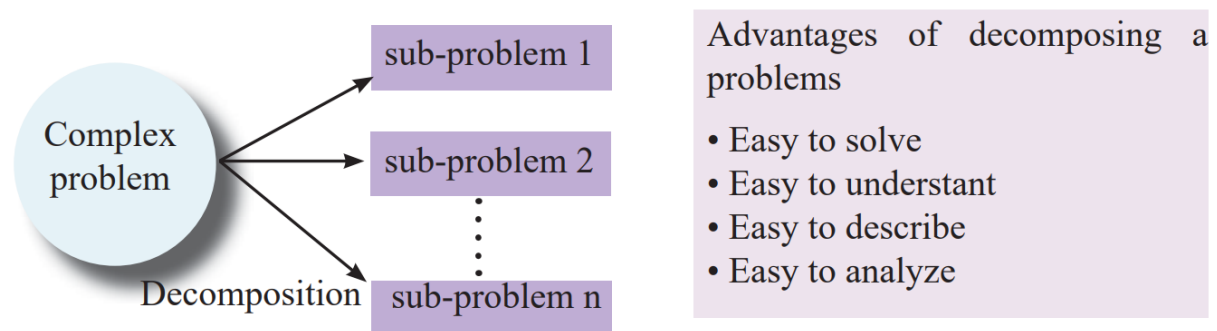 Complex
problem
Decomposition
sub-problem 1
sub-problem 2
sub-problem n
Advantages of decomposing a
problems
• Easy to solve
• Easy to understant
• Easy to describe
• Easy to analyze